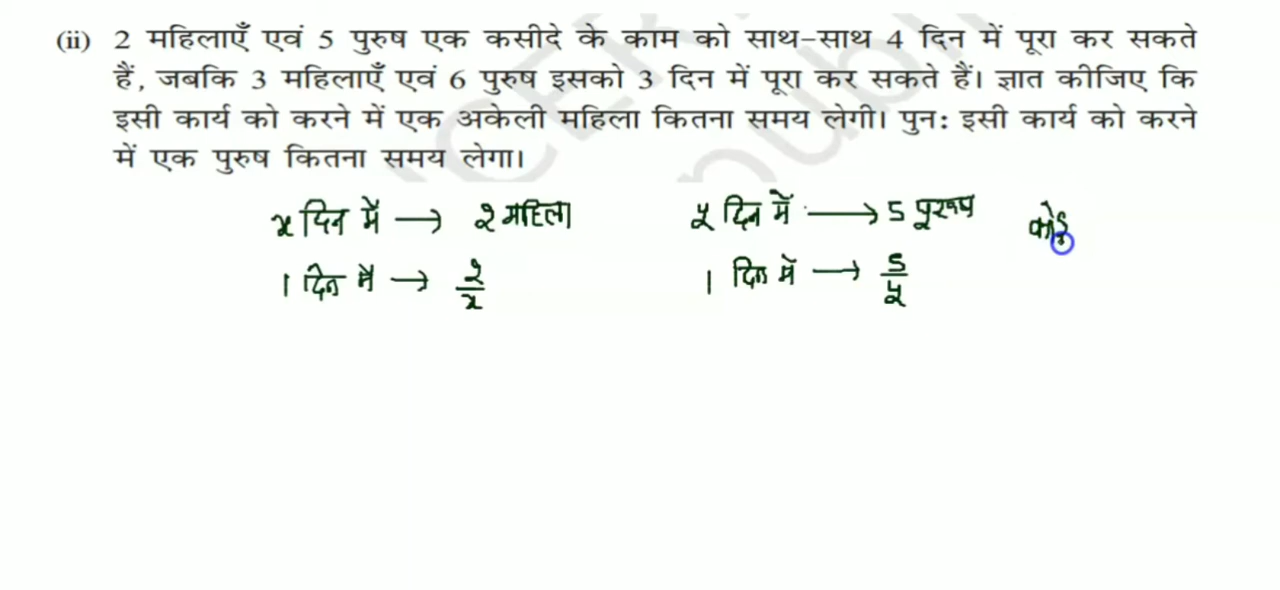 (ii) 2 महिलाएँ एवं 5 पुरुष एक कसीदे के काम को साथ-साथ 4 दिन में पूरा कर सकते
हैं, जबकि 3 महिलाएँ एवं 6 पुरुष इसको 3 दिन में पूरा कर सकते हैं। ज्ञात कीजिए कि
इसी कार्य को करने में एक अकेली महिला कितना समय लेगी। पुन: इसी कार्य को करने
में एक पुरुष कितना समय लेगा।
x दिन में → 2 महिला y दिन में → 5 पुरुष
1 दिन में → 2/x 1 दिन में → 5/y